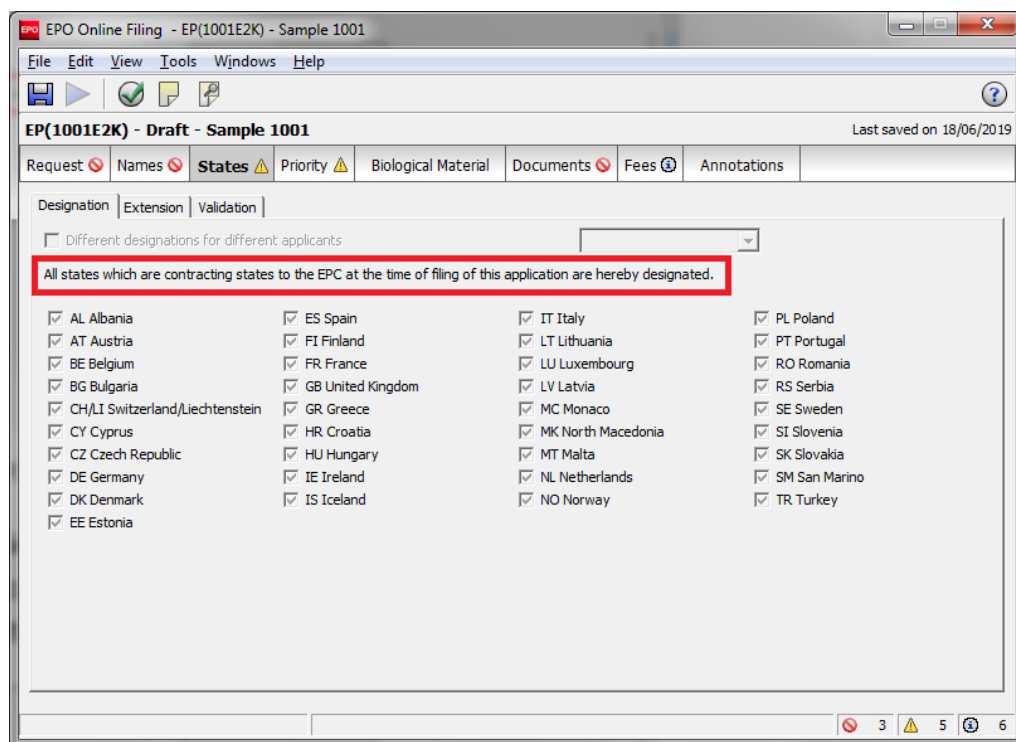 EPO EPO Online Filing - EP(1001E2K) - Sample 1001
File Edit View Tools Windows Help
EP(1001E2K) - Draft - Sample 1001 Last saved on 18/06/2019
Request Names States Priority Biological Material Documents Fees Annotations
Designation Extension Validation
Different designations for different applicants
All states which are contracting states to the EPC at the time of filing of this application are hereby designated.
AL Albania ES Spain IT Italy PL Poland
AT Austria FI Finland LT Lithuania PT Portugal
BE Belgium FR France LU Luxembourg RO Romania
BG Bulgaria GB United Kingdom LV Latvia RS Serbia
CH/LI Switzerland/Liechtenstein GR Greece MC Monaco SE Sweden
CY Cyprus HR Croatia MK North Macedonia SI Slovenia
CZ Czech Republic HU Hungary MT Malta SK Slovakia
DE Germany IE Ireland NL Netherlands SM San Marino
DK Denmark IS Iceland NO Norway TR Turkey
EE Estonia
3 5 6